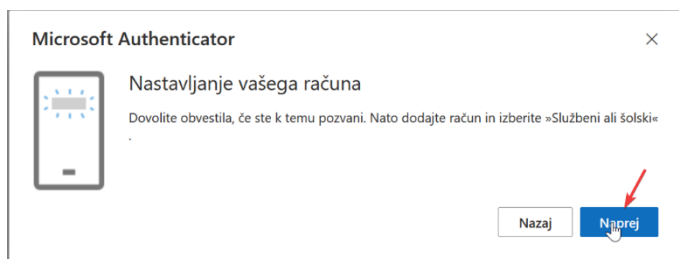 Microsoft Authenticator
Nastavljanje vašega računa
Dovolite obvestila, če ste k temu pozvani. Nato dodajte račun in izberite »Službeni ali šolski«
.
Nazaj
Naprej